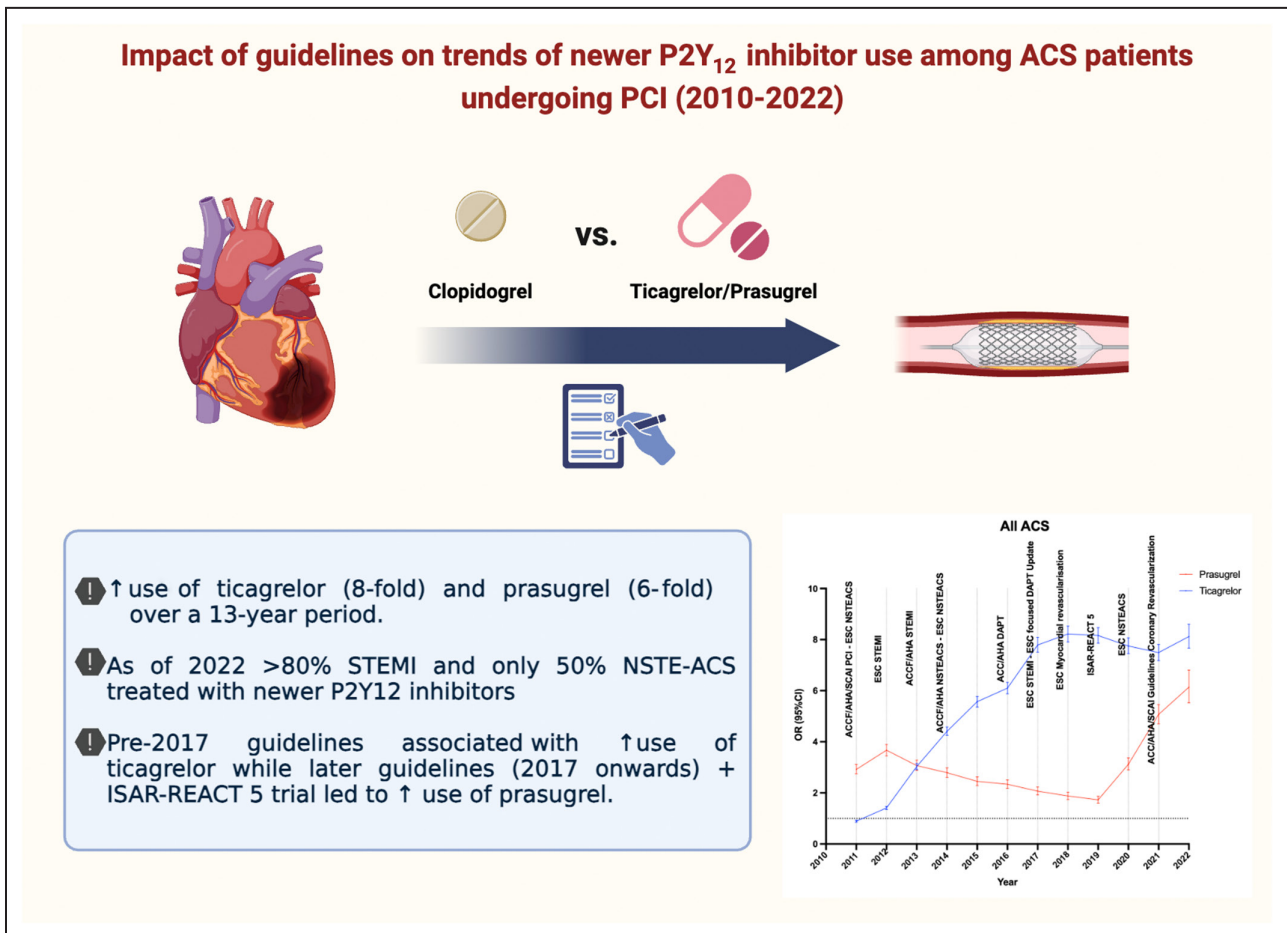 Impact of guidelines on trends of newer P2Y12 inhibitor use among ACS patients
undergoing PCI (2010-2022)
Clopidogrel
vs.
Ticagrelor/Prasugrel
↑ use of ticagrelor (8-fold) and prasugrel (6-fold)
over a 13-year period.
As of 2022 >80% STEMI and only 50% NSTE-ACS
treated with newer P2Y12 inhibitors
Pre-2017 guidelines associated with ↑use of
ticagrelor while later guidelines (2017 onwards) +
ISAR-REACT 5 trial led to ↑ use of prasugrel.
All ACS
Prasugrel
Ticagrelor
OR (95%CI)
10
8
6
4
2
0
ACCF/AHA/SCAI PCI - ESC NSTEACS
ESC STEMI
ACCF/AHA STEMI
ACCF/AHA NSTEACS - ESC NSTEACS
ACC/AHA DAPT
ESC STEMI - ESC focused DAPT Update
ESC Myocardial revascularisation
ISAR-REACT 5
ESC NSTEACS
ACC/AHA/SCAI Guidelines Coronary Revascularization
2010
2011
2012
2013
2014
2015
2016
2017
2018
2019
2020
2021
2022
Year